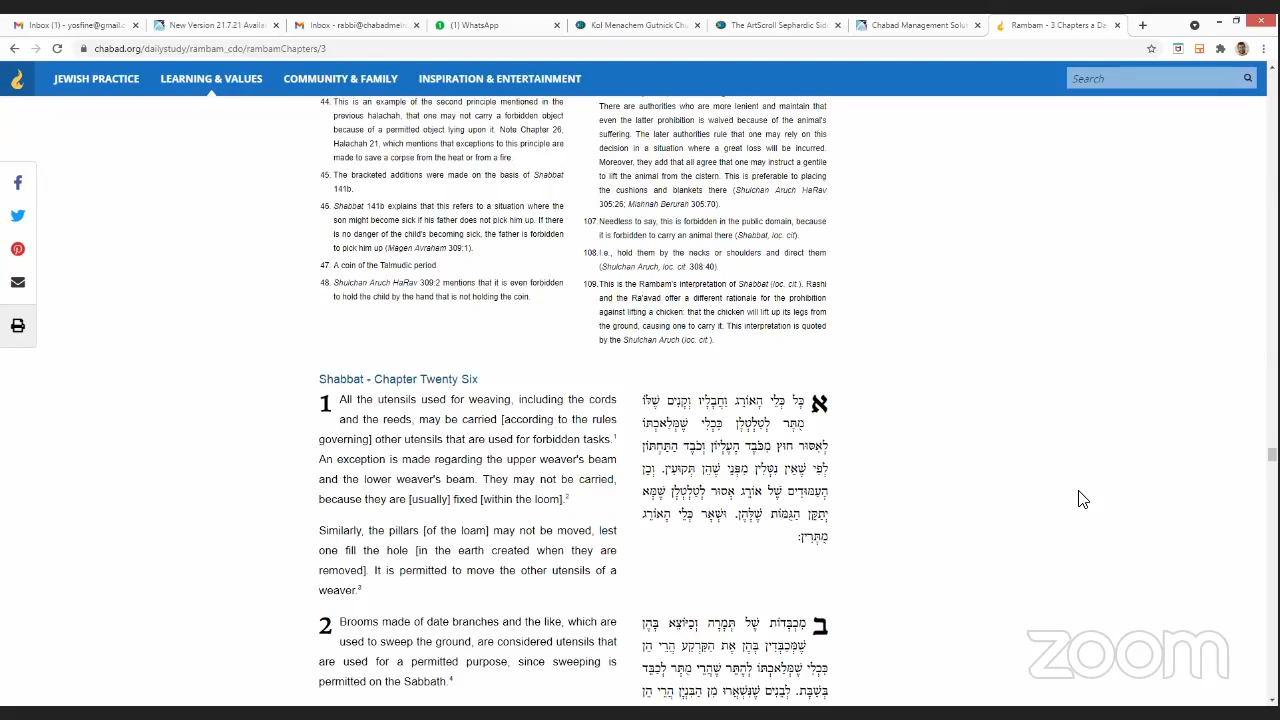 Inbox (1) - yosfine@gmail.c
New Version 21.7.21 Availa
Inbox - rabbi@chabadmein
(1) WhatsApp
Kol Menachem Gutnick Chu
The ArtScroll Sephardic Sid
Chabad Management Solut
Rambam - 3 Chapters a Da
chabad.org/dailystudy/rambam_cdo/rambamChapters/3
JEWISH PRACTICE
LEARNING & VALUES
COMMUNITY & FAMILY
INSPIRATION & ENTERTAINMENT
Search
44. This is an example of the second principle mentioned in the
previous halachah, that one may not carry a forbidden object
because of a permitted object lying upon it. Note Chapter 26,
Halachah 21, which mentions that exceptions to this principle are
made to save a corpse from the heat or from a fire.
45. The bracketed additions were made on the basis of Shabbat
141b.
46. Shabbat 141b explains that this refers to a situation where the
son might become sick if his father does not pick him up. If there
is no danger of the child's becoming sick, the father is forbidden
to pick him up (Magen Avraham 309:1).
47. A coin of the Talmudic period.
48. Shulchan Aruch HaRav 309:2 mentions that it is even forbidden
to hold the child by the hand that is not holding the coin.
There are authorities who are more lenient and maintain that
even the latter prohibition is waived because of the animal's
suffering. The later authorities rule that one may rely on this
decision in a situation where a great loss will be incurred.
Moreover, they add that all agree that one may instruct a gentile
to lift the animal from the cistern. This is preferable to placing
the cushions and blankets there (Shulchan Aruch HaRav
305:26; Mishnah Berurah 305:70).
107. Needless to say, this is forbidden in the public domain, because
it is forbidden to carry an animal there (Shabbat, loc. cit).
108. I.e., hold them by the necks or shoulders and direct them
(Shulchan Aruch, loc. cit. 308:40).
109. This is the Rambam's interpretation of Shabbat (loc. cit.). Rashi
and the Ra'avad offer a different rationale for the prohibition
against lifting a chicken: that the chicken will lift up its legs from
the ground, causing one to carry it. This interpretation is quoted
by the Shulchan Aruch (loc. cit.).
Shabbat - Chapter Twenty Six
1 All the utensils used for weaving, including the cords
and the reeds, may be carried [according to the rules
governing] other utensils that are used for forbidden tasks.1
An exception is made regarding the upper weaver's beam
and the lower weaver's beam. They may not be carried,
because they are [usually] fixed [within the loom].2
Similarly, the pillars [of the loam] may not be moved, lest
one fill the hole [in the earth created when they are
removed]. It is permitted to move the other utensils of a
weaver.3
א כָּל כְּלֵי הָאוֹרֵג וַחֲבָלָיו וְקָנִים שֶׁלּוֹ
מֻתָּר לְטַלְטְלָן כִּכְלִי שֶׁמְּלַאכְתּוֹ
לְאִסּוּר חוּץ מִכֹּבֶד הָעֶלְיוֹן וְכֹבֶד הַתַּחְתּוֹן
לְפִי שֶׁאֵין נִטָּלִין מִפְּנֵי שֶׁהֵן תְּקוּעִין. וְכֵן
הָעַמּוּדִים שֶׁל אוֹרֵג אָסוּר לְטַלְטְלָן שֶׁמָּא
יְתַקֵּן הַגֻּמּוֹת שֶׁלָּהֶן. וּשְׁאָר כְּלֵי הָאוֹרֵג
מֻתָּרִין:
2 Brooms made of date branches and the like, which are
used to sweep the ground, are considered utensils that
are used for a permitted purpose, since sweeping is
permitted on the Sabbath.4
ב מִכְבָּדוֹת שֶׁל תְּמָרָה וְכַיּוֹצֵא בָּהֶן
שֶׁמְּכַבְּדִין בָּהֶן אֶת הַקַּרְקַע הֲרֵי הֵן
כִּכְלִי שֶׁמְּלַאכְתּוֹ לְהֶתֵּר שֶׁהֲרֵי מֻתָּר לְכַבֵּד
בְּשַׁבָּת. לְבֵנִים שֶׁנִּשְׁאֲרוּ מִן הַבִּנְיָן הֲרֵי הֵן
zoom